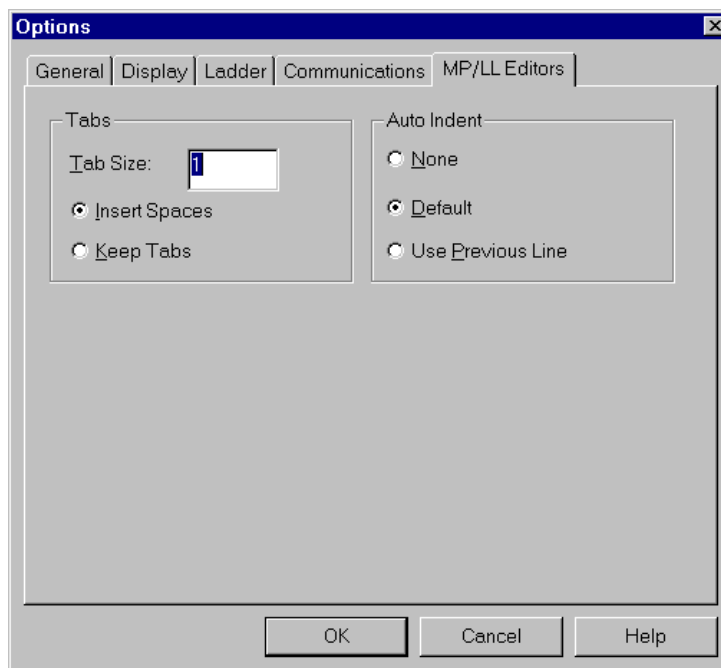 Options
General Display Ladder Communications MP/LL Editors
Tabs
Tab Size: 1
Insert Spaces
Keep Tabs
Auto Indent
None
Default
Use Previous Line
OK Cancel Help